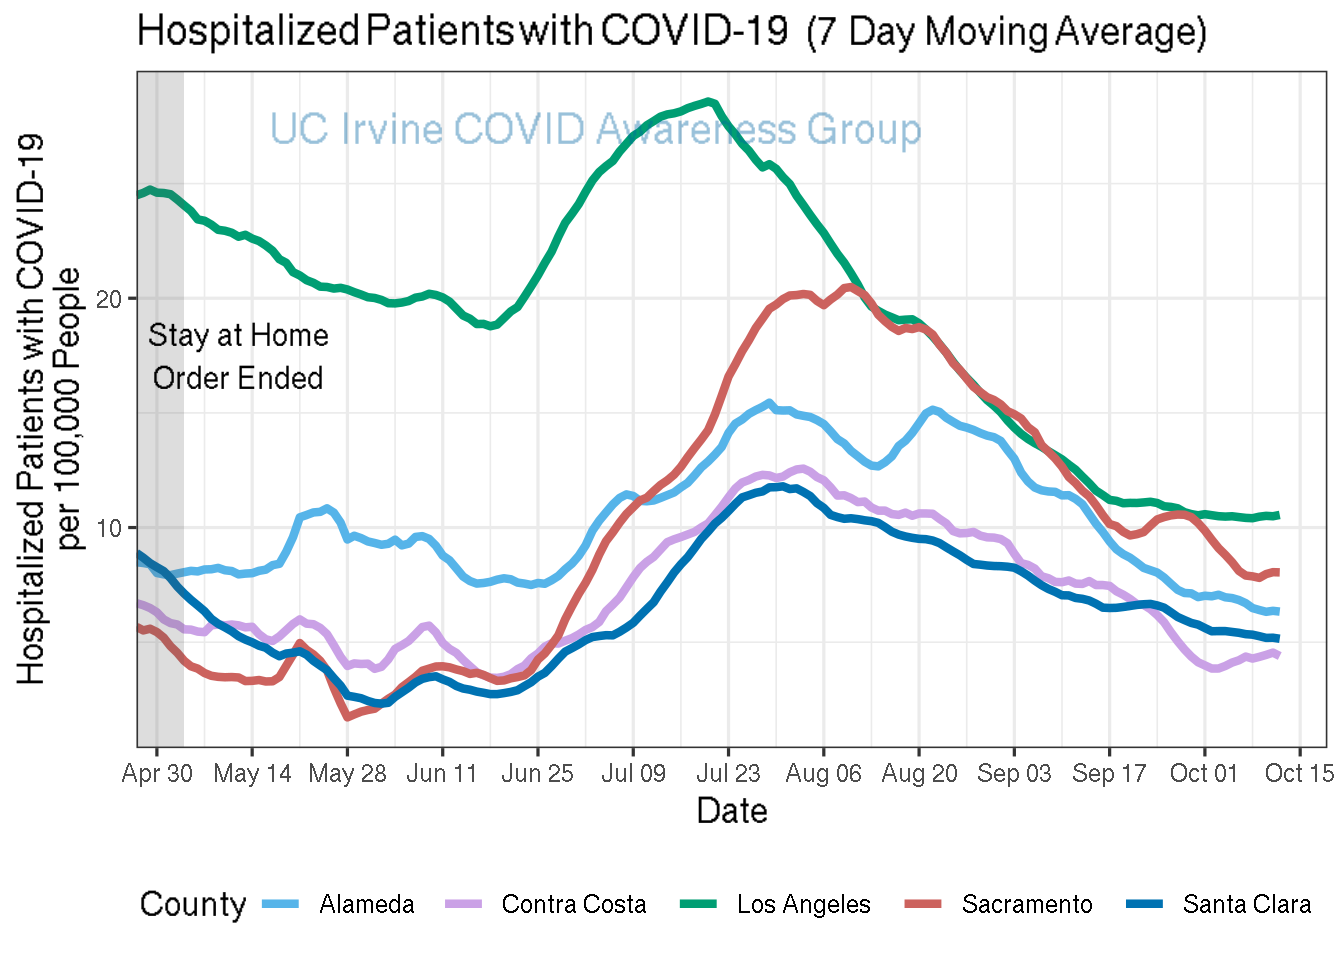 Hospitalized Patients with COVID-19 (7 Day Moving Average)
UC Irvine COVID Awareness Group
Hospitalized Patients with COVID-19
per 100,000 People
20
10
Stay at Home
Order Ended
Apr 30 May 14 May 28 Jun 11 Jun 25 Jul 09 Jul 23 Aug 06 Aug 20 Sep 03 Sep 17 Oct 01 Oct 15
Date
County Alameda Contra Costa Los Angeles Sacramento Santa Clara